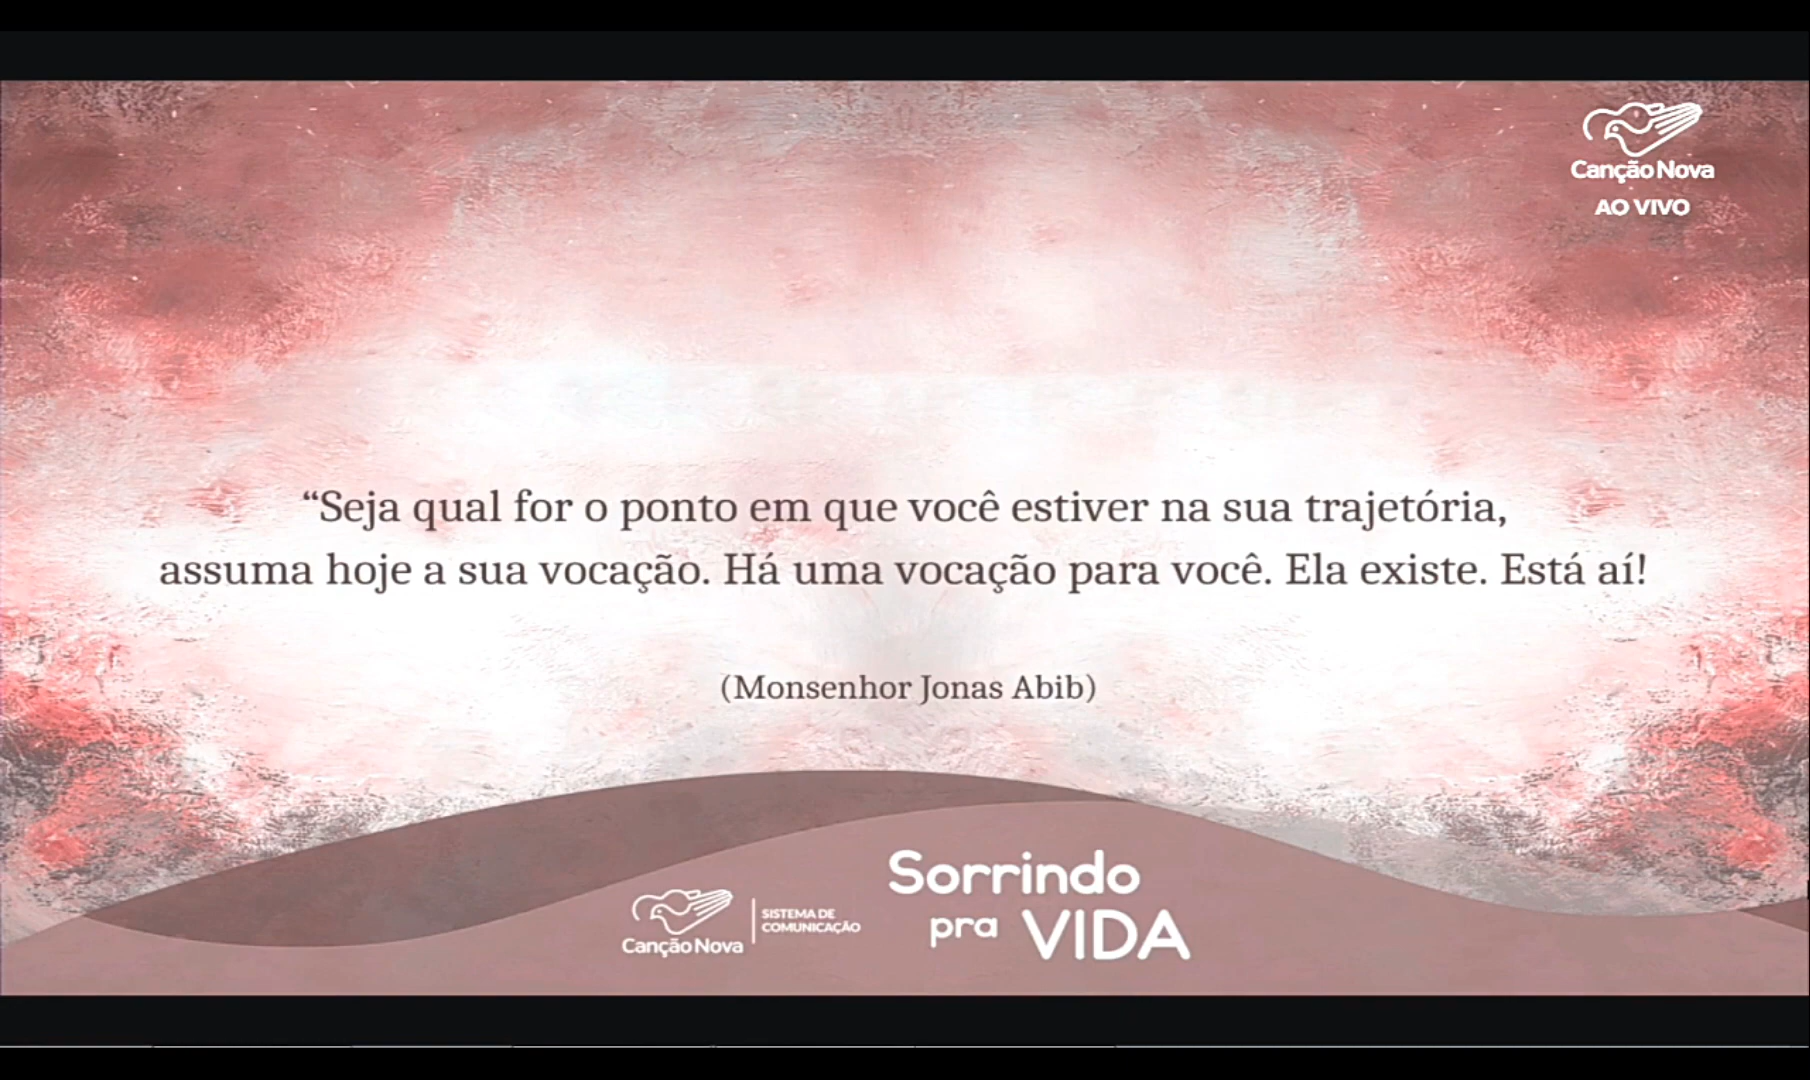 Canção Nova
AO VIVO
“Seja qual for o ponto em que você estiver na sua trajetória,
assuma hoje a sua vocação. Há uma vocação para você. Ela existe. Está aí!
(Monsenhor Jonas Abib)
Canção Nova
SISTEMA DE
COMUNICAÇÃO
Sorrindo
pra VIDA